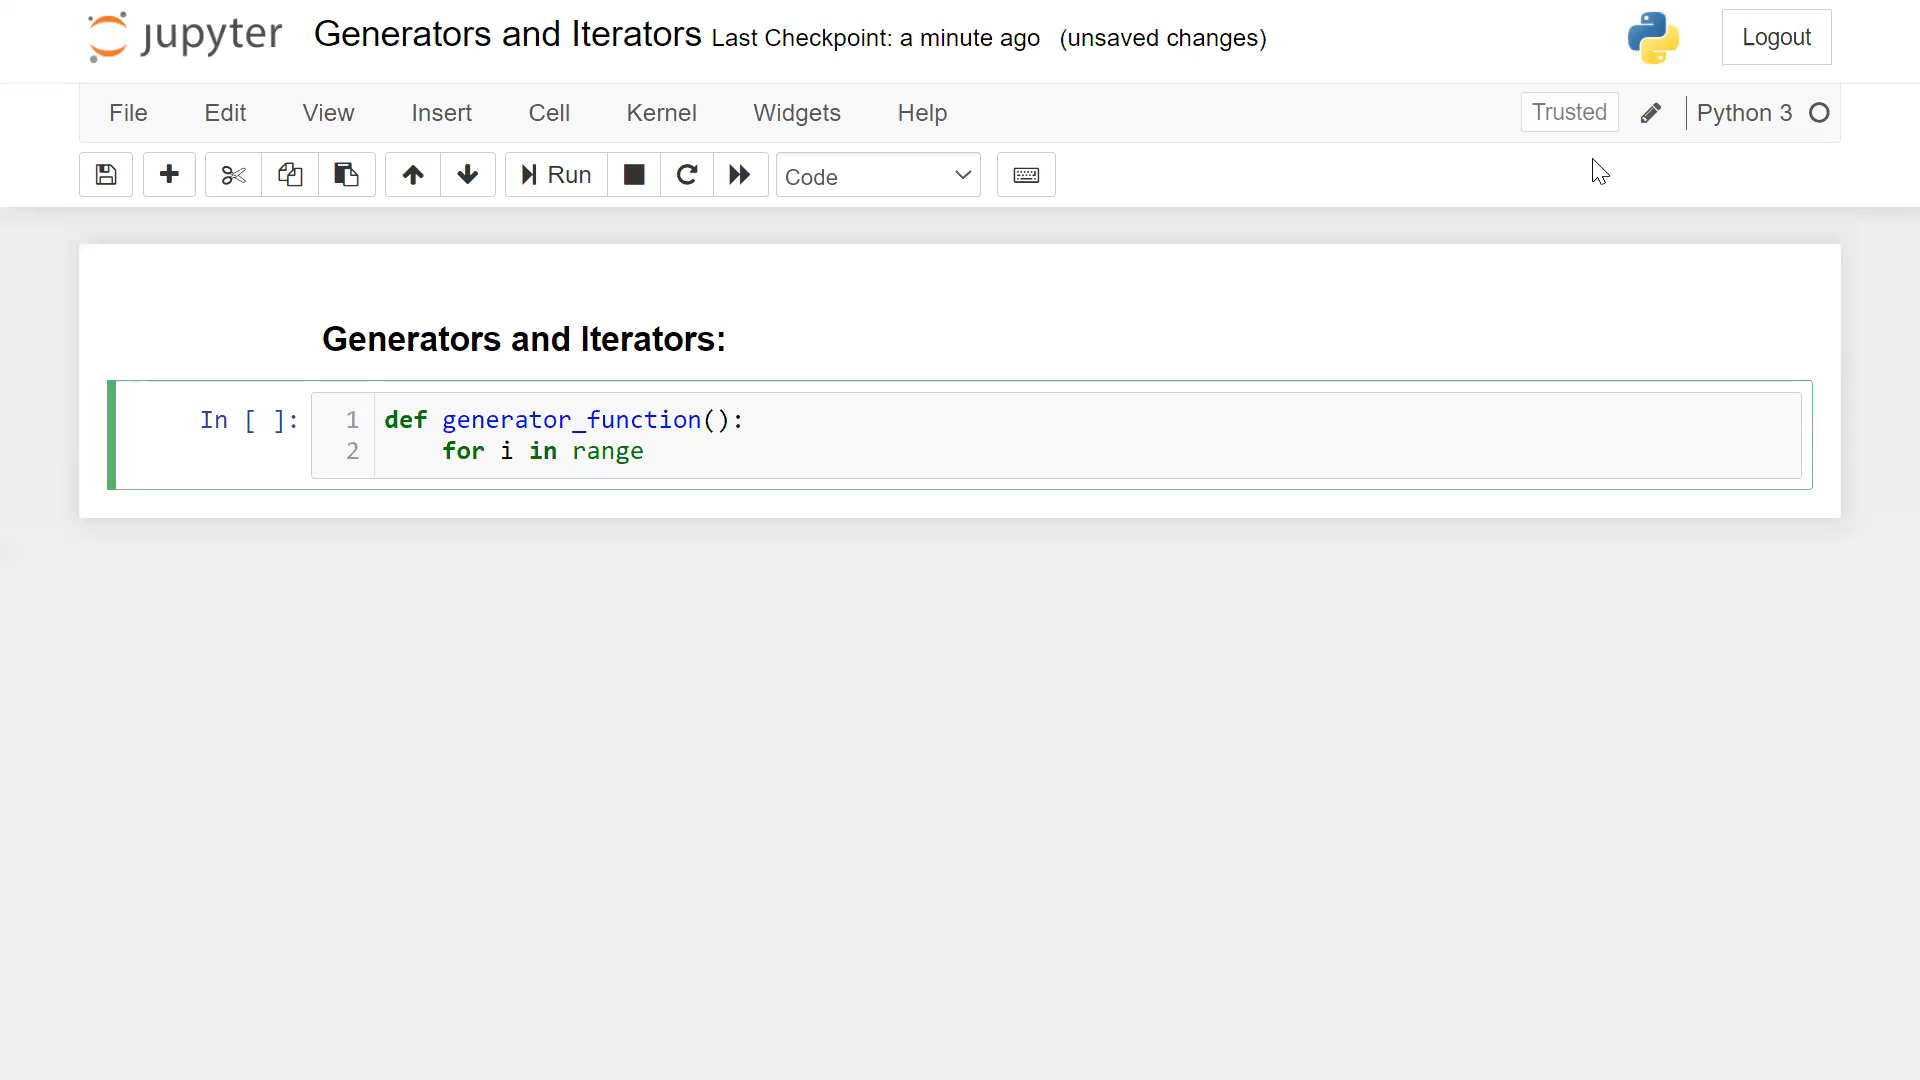 jupyter Generators and Iterators Last Checkpoint: a minute ago (unsaved changes) Logout
File Edit View Insert Cell Kernel Widgets Help Trusted Python 3
Run Code
Generators and Iterators:
In [ ]: 1 def generator_function():
2 for i in range